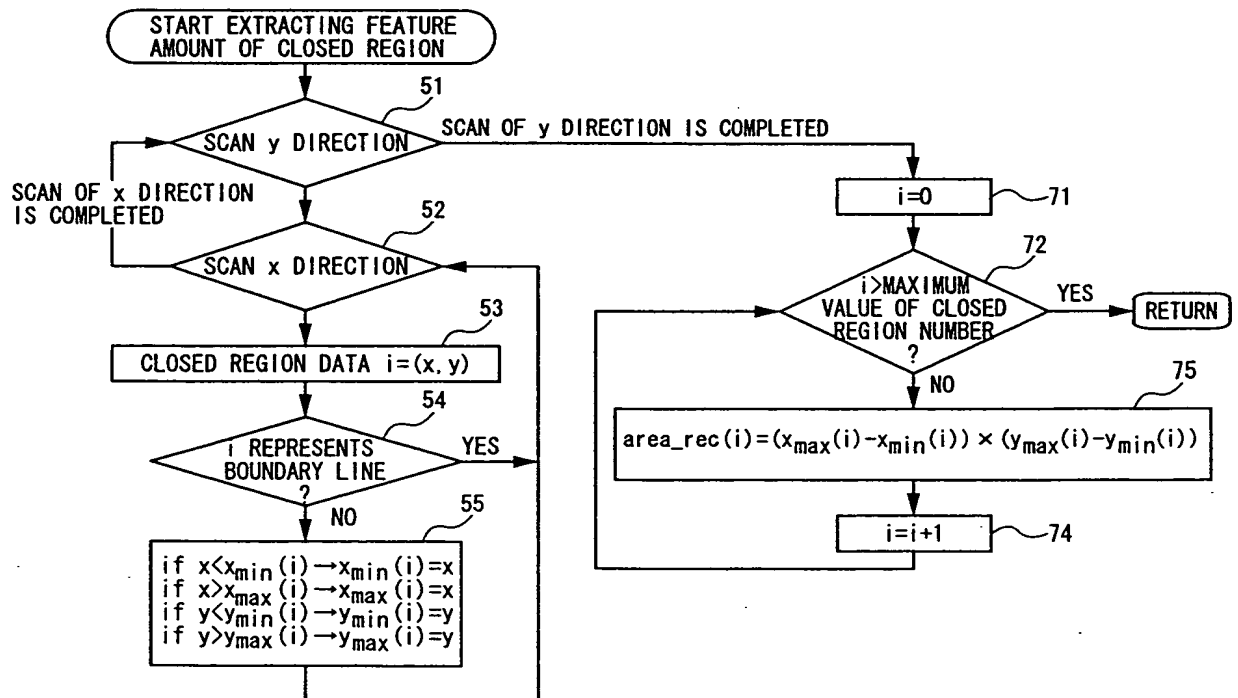 START EXTRACTING FEATURE
AMOUNT OF CLOSED REGION
51
SCAN y DIRECTION
SCAN OF y DIRECTION IS COMPLETED
SCAN OF x DIRECTION
IS COMPLETED
52
SCAN x DIRECTION
53
CLOSED REGION DATA i=(x, y)
54
i REPRESENTS
BOUNDARY LINE
?
YES
NO
55
if x<xmin(i)→xmin(i)=x
if x>xmax(i)→xmax(i)=x
if y<ymin(i)→ymin(i)=y
if y>ymax(i)→ymax(i)=y
i=0
71
72
i>MAXIMUM
VALUE OF CLOSED
REGION NUMBER
?
YES
RETURN
NO
75
area_rec(i)=(xmax(i)-xmin(i))×(ymax(i)-ymin(i))
i=i+1
74